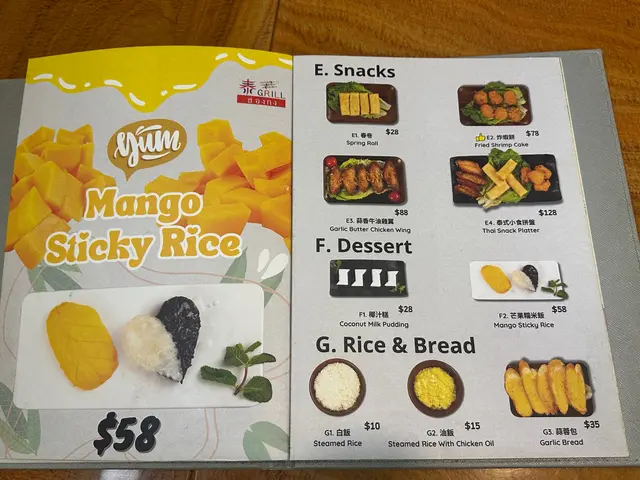 泰
GRILL
yum
Mango
Sticky Rice
$58
E. Snacks
E1. 春卷
Spring Roll
$28
E2. 炸蝦餅
Fried Shrimp Cake
$78
E3. 蒜香牛油雞翼
Garlic Butter Chicken Wing
$88
E4. 泰式小食拼盤
Thai Snack Platter
$128
F. Dessert
F1. 椰汁糕
Coconut Milk Pudding
$28
F2. 芒果糯米飯
Mango Sticky Rice
$58
G. Rice & Bread
G1. 白飯
Steamed Rice
$10
G2. 油飯
Steamed Rice With Chicken Oil
$15
G3. 蒜蓉包
Garlic Bread
$35